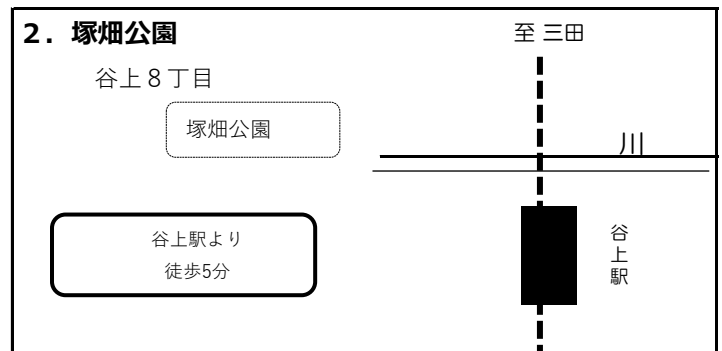 2．塚畑公園
至 三田
谷上８丁目
塚畑公園
川
谷上駅より
徒歩5分
谷上駅